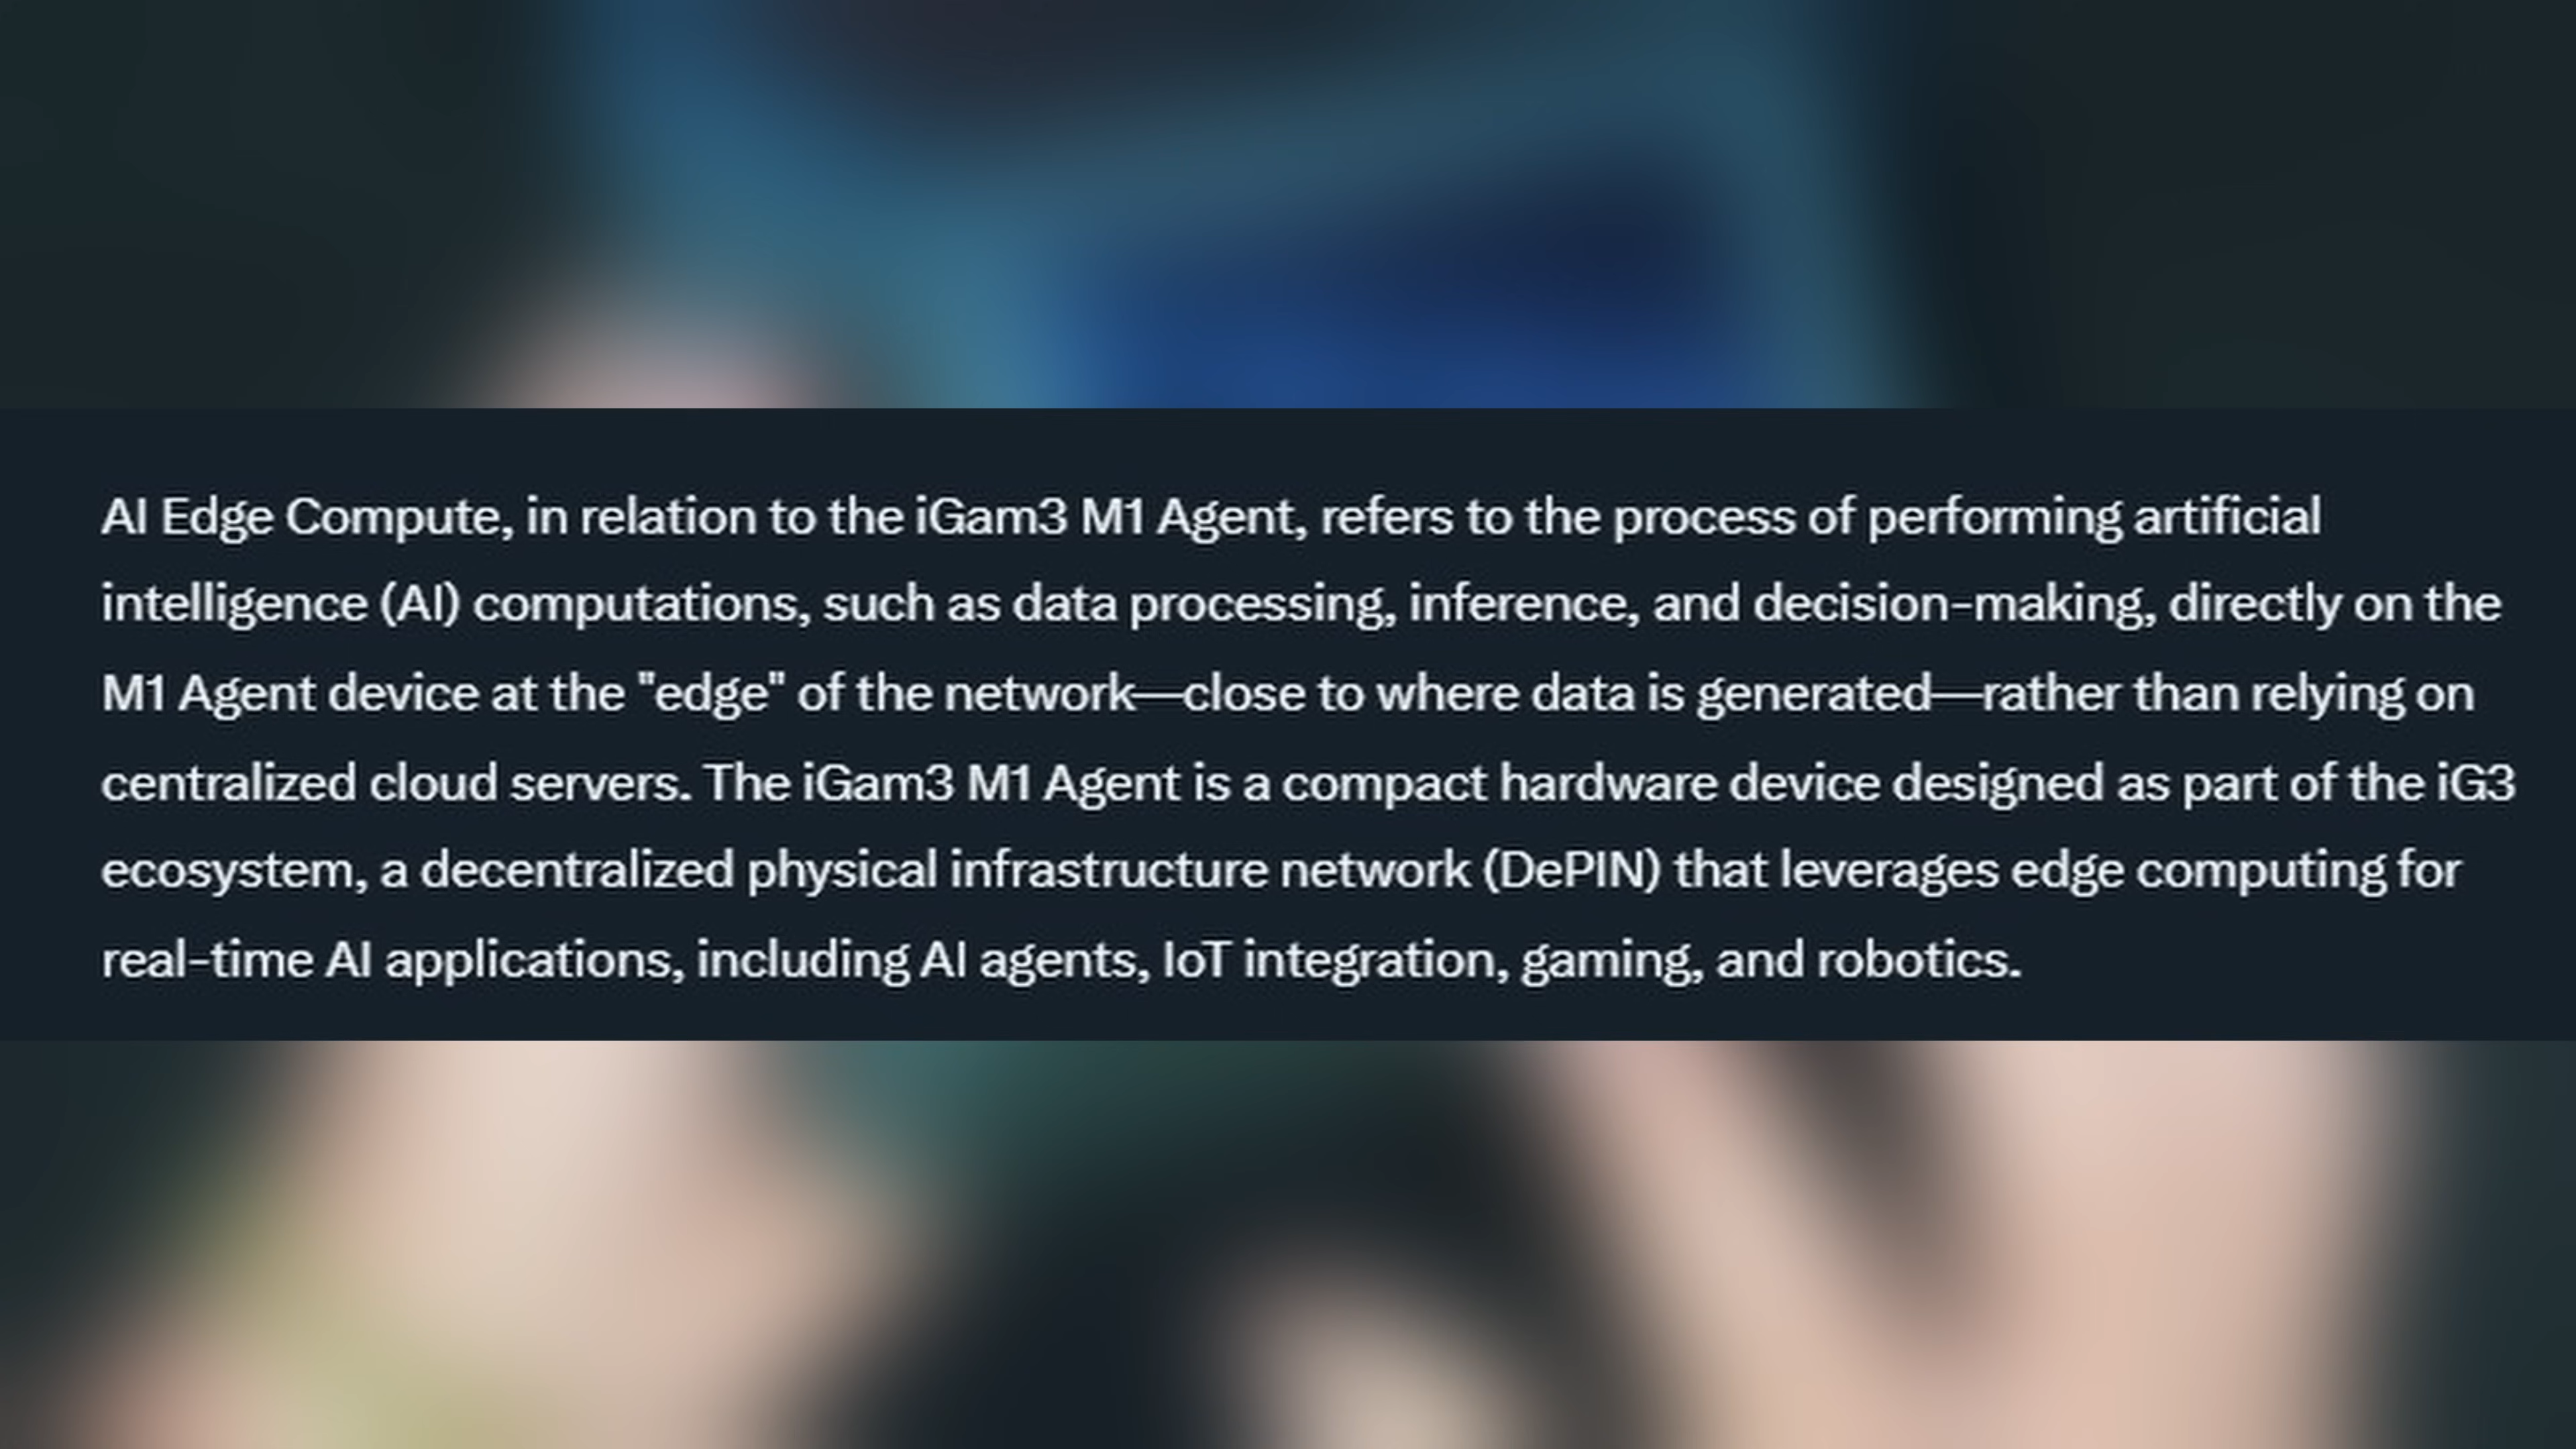 AI Edge Compute, in relation to the iGam3 M1 Agent, refers to the process of performing artificial
intelligence (AI) computations, such as data processing, inference, and decision-making, directly on the
M1 Agent device at the "edge" of the network—close to where data is generated—rather than relying on
centralized cloud servers. The iGam3 M1 Agent is a compact hardware device designed as part of the iG3
ecosystem, a decentralized physical infrastructure network (DePIN) that leverages edge computing for
real-time AI applications, including AI agents, IoT integration, gaming, and robotics.